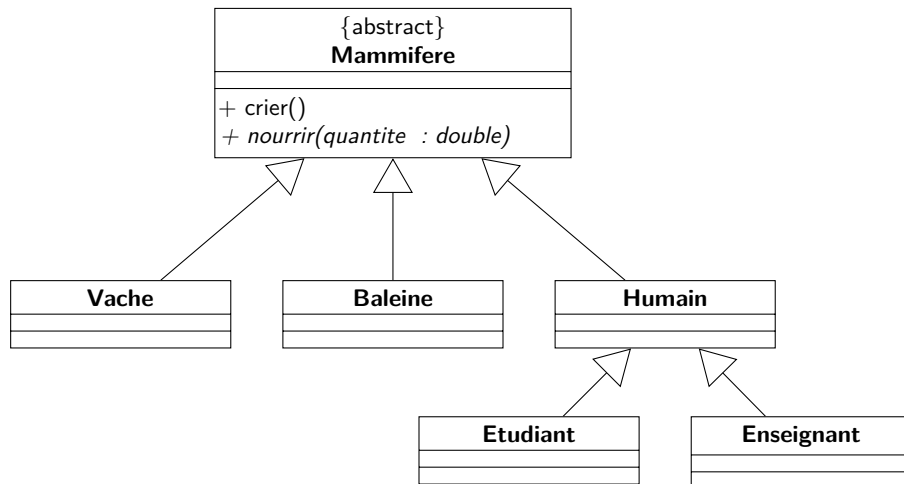 {abstract}
Mammifere
+ crier()
+ nourrir(quantite : double)
Vache
Baleine
Humain
Etudiant
Enseignant